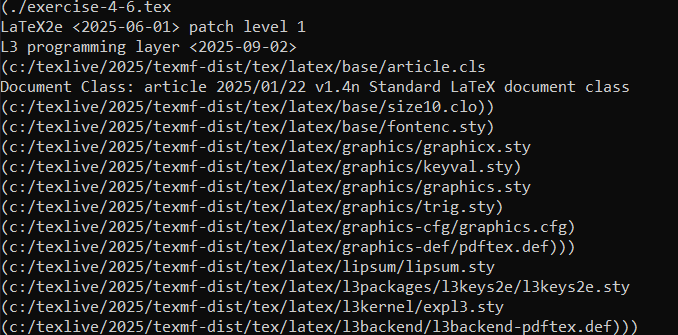 (./exercise-4-6.tex
LaTeX2e <2025-06-01> patch level 1
L3 programming layer <2025-09-02>
(c:/texlive/2025/texmf-dist/tex/latex/base/article.cls
Document Class: article 2025/01/22 v1.4n Standard LaTeX document class
(c:/texlive/2025/texmf-dist/tex/latex/base/size10.clo))
(c:/texlive/2025/texmf-dist/tex/latex/base/fontenc.sty)
(c:/texlive/2025/texmf-dist/tex/latex/graphics/graphicx.sty
(c:/texlive/2025/texmf-dist/tex/latex/graphics/keyval.sty)
(c:/texlive/2025/texmf-dist/tex/latex/graphics/graphics.sty
(c:/texlive/2025/texmf-dist/tex/latex/graphics/trig.sty)
(c:/texlive/2025/texmf-dist/tex/latex/graphics-cfg/graphics.cfg)
(c:/texlive/2025/texmf-dist/tex/latex/graphics-def/pdftex.def)))
(c:/texlive/2025/texmf-dist/tex/latex/lipsum/lipsum.sty
(c:/texlive/2025/texmf-dist/tex/latex/l3packages/l3keys2e/l3keys2e.sty
(c:/texlive/2025/texmf-dist/tex/latex/l3kernel/expl3.sty
(c:/texlive/2025/texmf-dist/tex/latex/l3backend/l3backend-pdftex.def)))